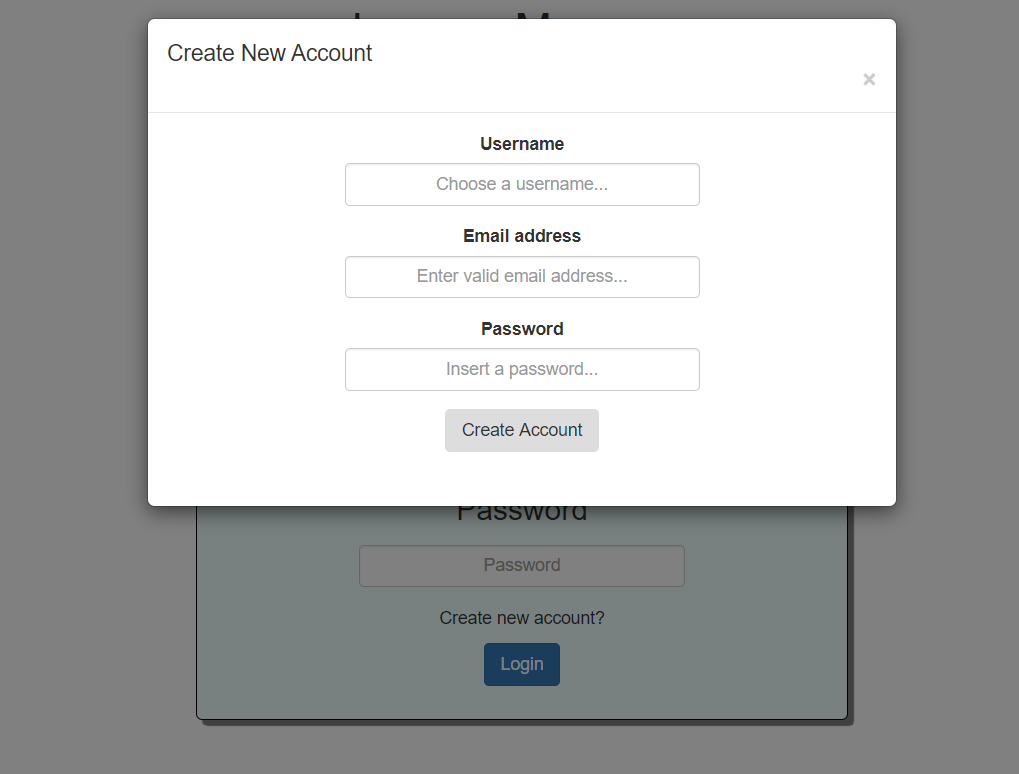 Create New Account
×
Username
Choose a username...
Email address
Enter valid email address...
Password
Insert a password...
Create Account
Password
Password
Create new account?
Login